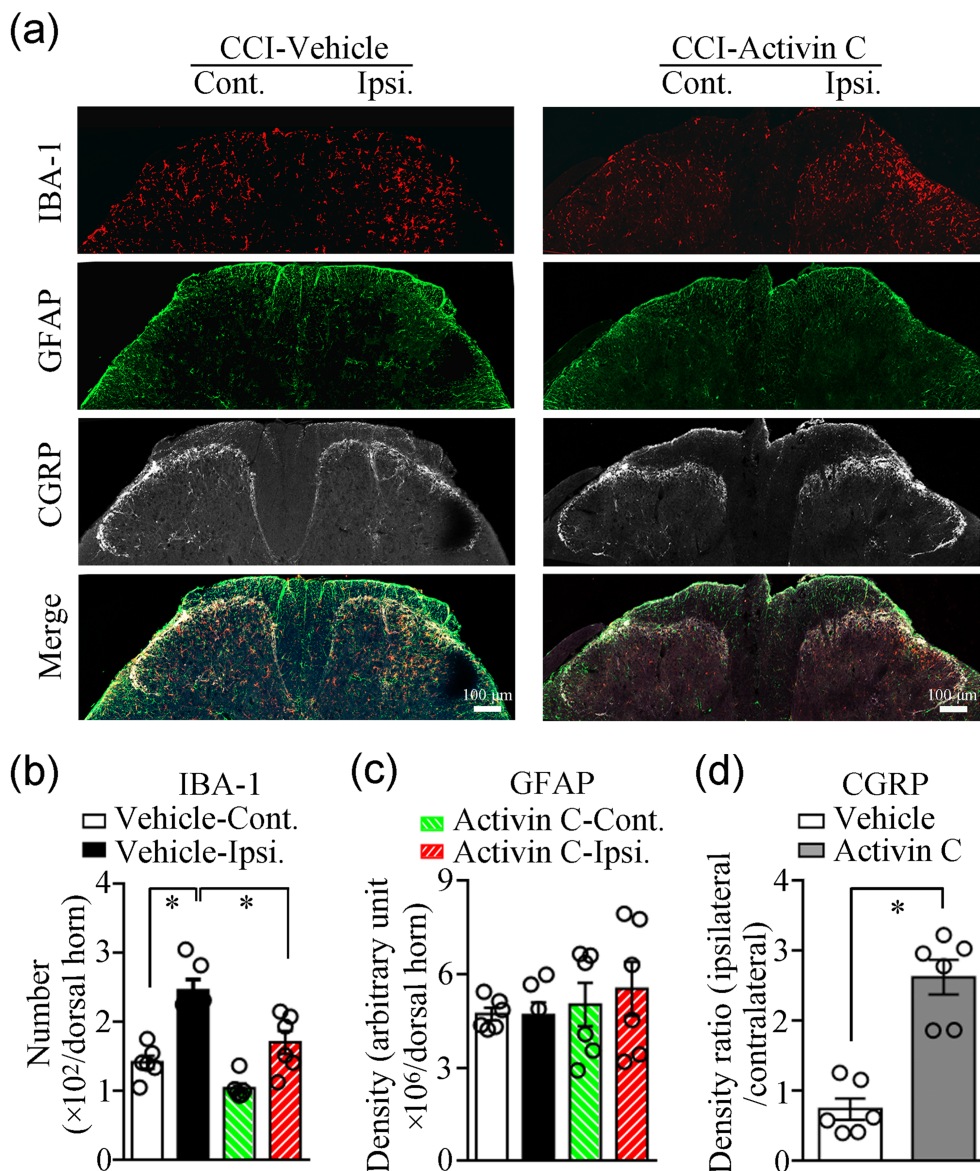 (a)
CCI-Vehicle
Cont. Ipsi.
CCI-Activin C
Cont. Ipsi.
IBA-1
GFAP
CGRP
Merge
100 μm
100 μm
(b)
IBA-1
Vehicle-Cont.
Vehicle-Ipsi.
Number
(×10²/dorsal horn)
4
3
2
1
0
*
*
(c)
GFAP
Activin C-Cont.
Activin C-Ipsi.
Density (arbitrary unit
×10⁶/dorsal horn)
9
6
3
0
(d)
CGRP
Vehicle
Activin C
Density ratio (ipsilateral
/contralateral)
4
3
2
1
0
*